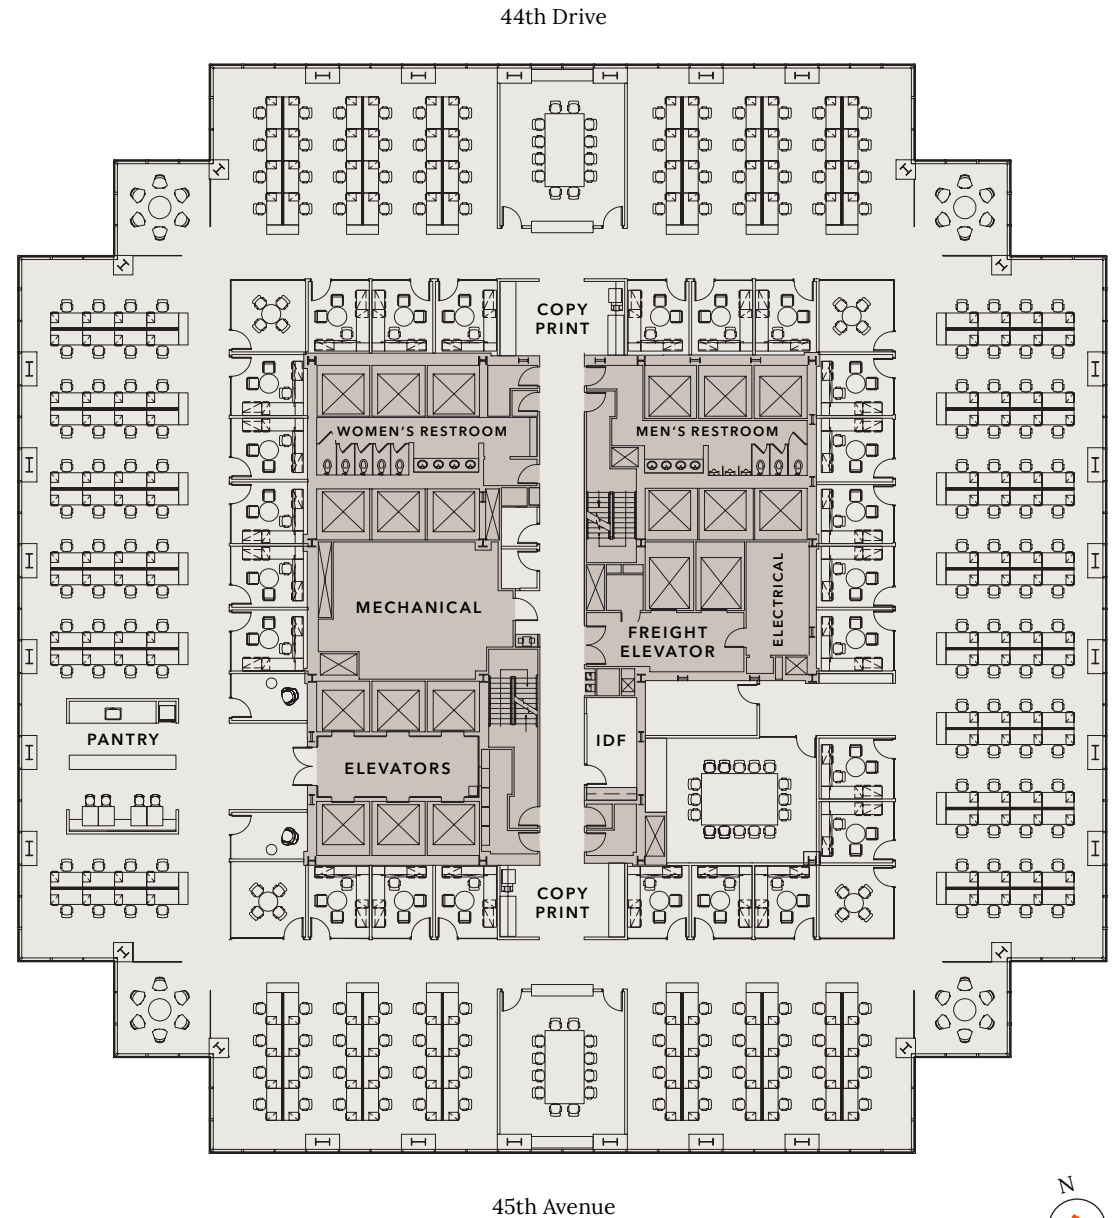 44th Drive
COPY
PRINT
WOMEN'S RESTROOM
MEN'S RESTROOM
MECHANICAL
FREIGHT
ELEVATOR
ELECTRICAL
PANTRY
IDF
ELEVATORS
COPY
PRINT
N
45th Avenue